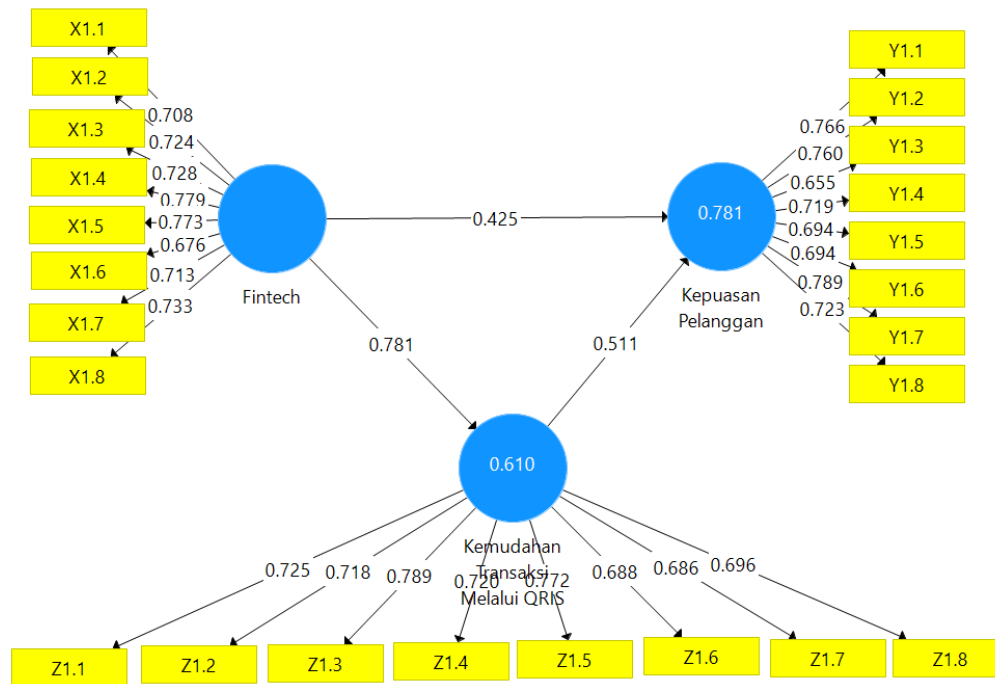 X1.1
X1.2
X1.3
X1.4
X1.5
X1.6
X1.7
X1.8
0.708
0.724
0.728
0.779
0.773
0.676
0.713
0.733
Fintech
0.425
0.781
0.511
0.781
Kepuasan
Pelanggan
0.766
0.760
0.655
0.719
0.694
0.694
0.789
0.723
Y1.1
Y1.2
Y1.3
Y1.4
Y1.5
Y1.6
Y1.7
Y1.8
0.610
Kemudahan
Transaksi
Melalui QRIS
0.725
0.718
0.789
0.720
0.772
0.688
0.686
0.696
Z1.1
Z1.2
Z1.3
Z1.4
Z1.5
Z1.6
Z1.7
Z1.8